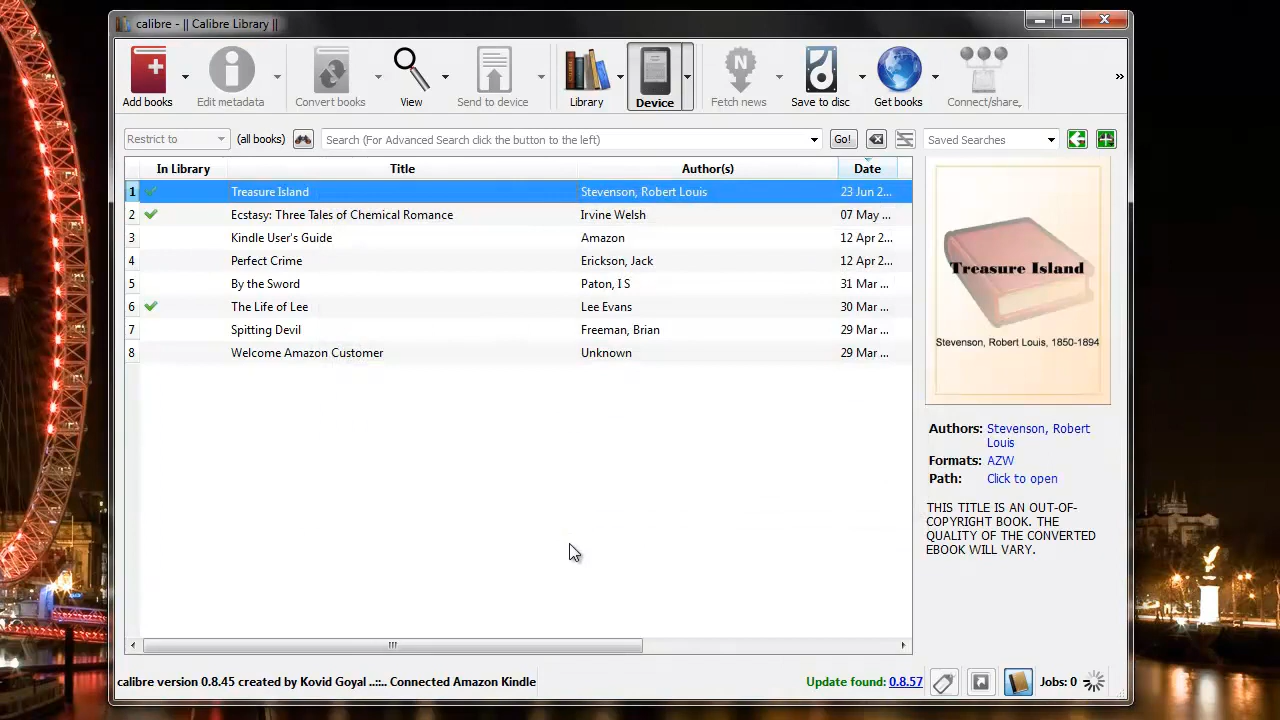 calibre - || Calibre Library ||
Add books
Edit metadata
Convert books
View
Send to device
Library
Device
N
Fetch news
Save to disc
Get books
Connect/share
Restrict to
(all books)
Search (For Advanced Search click the button to the left)
Go!
Saved Searches
In Library Title Author(s) Date
1 Treasure Island Stevenson, Robert Louis 23 Jun 2...
2 Ecstasy: Three Tales of Chemical Romance Irvine Welsh 07 May ...
3 Kindle User's Guide Amazon 12 Apr 2...
4 Perfect Crime Erickson, Jack 12 Apr 2...
5 By the Sword Paton, I S 31 Mar ...
6 The Life of Lee Lee Evans 30 Mar ...
7 Spitting Devil Freeman, Brian 29 Mar ...
8 Welcome Amazon Customer Unknown 29 Mar ...
Treasure Island
Stevenson, Robert Louis, 1850-1894
Authors: Stevenson, Robert
Louis
Formats: AZW
Path: Click to open
THIS TITLE IS AN OUT-OF-
COPYRIGHT BOOK. THE
QUALITY OF THE CONVERTED
EBOOK WILL VARY.
calibre version 0.8.45 created by Kovid Goyal ..::.. Connected Amazon Kindle
Update found: 0.8.57
Jobs: 0